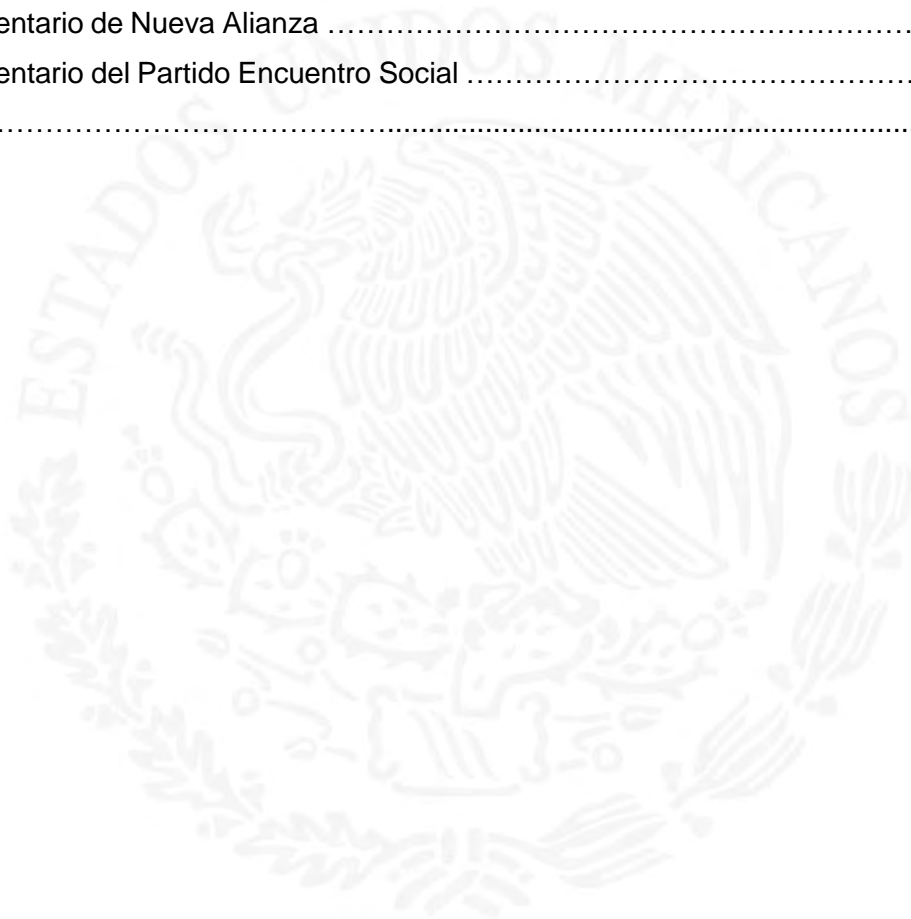 entario de Nueva Alianza ……………………………………………………
entario del Partido Encuentro Social ………………………………………
…………………………………...............................................................
ESTADOS UNIDOS MEXICANOS